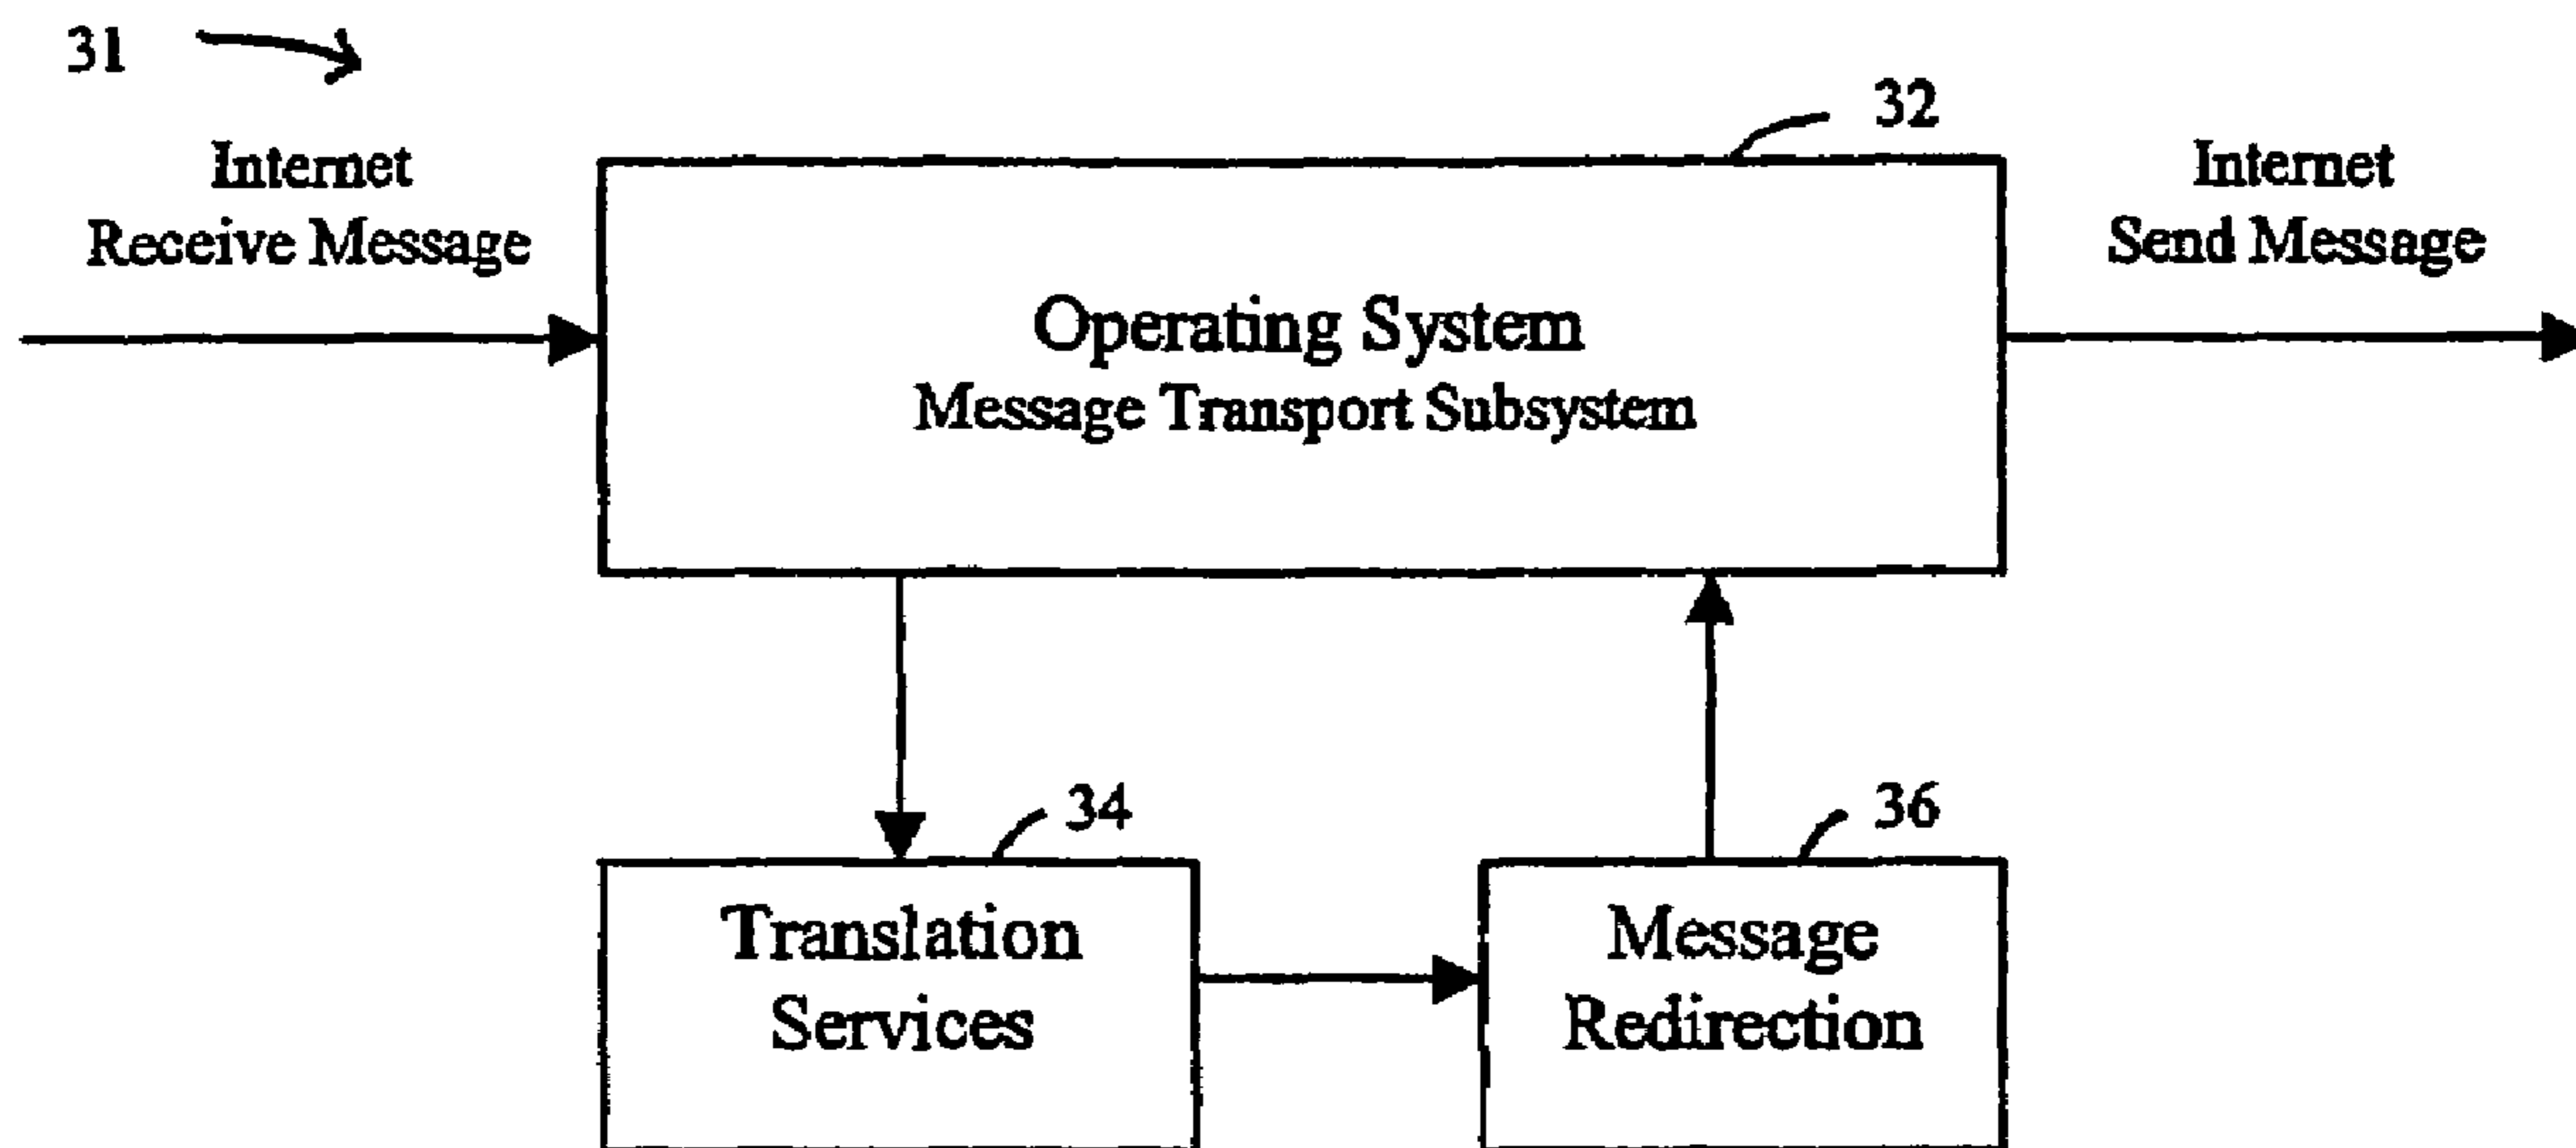 31
Internet
Receive Message
32
Internet
Send Message
Operating System
Message Transport Subsystem
34
36
Translation
Services
Message
Redirection